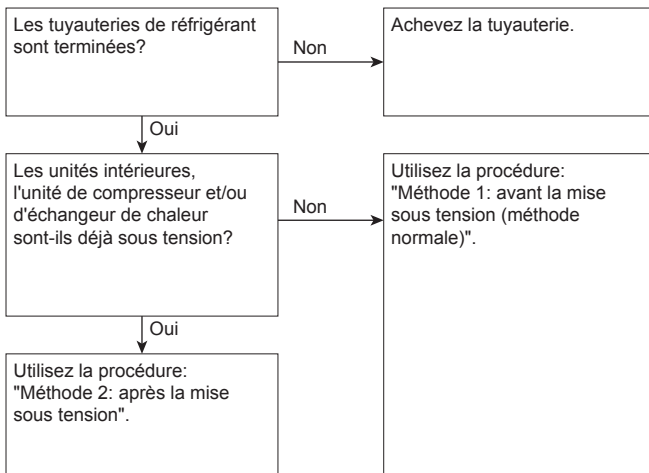 Les tuyauteries de réfrigérant
sont terminées?
Non
Achevez la tuyauterie.
Oui
Les unités intérieures,
l'unité de compresseur et/ou
d'échangeur de chaleur
sont-ils déjà sous tension?
Non
Utilisez la procédure:
"Méthode 1: avant la mise
sous tension (méthode
normale)".
Oui
Utilisez la procédure:
"Méthode 2: après la mise
sous tension".